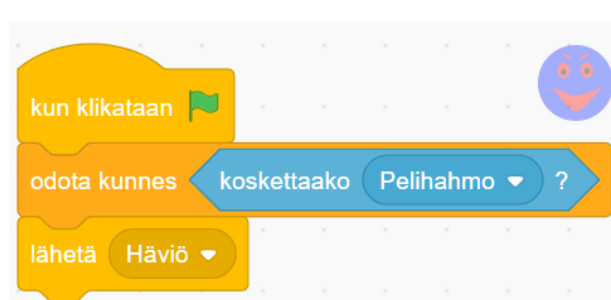 kun klikataan
odota kunnes koskettaako Pelihahmo ?
lähetä Häviö